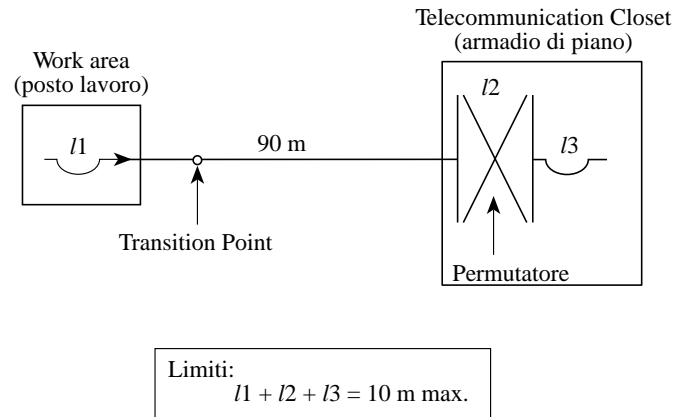 Telecommunication Closet
(armadio di piano)
Work area
(posto lavoro)
l1
90 m
l2
l3
Transition Point
Permutatore
Limiti:
l1 + l2 + l3 = 10 m max.